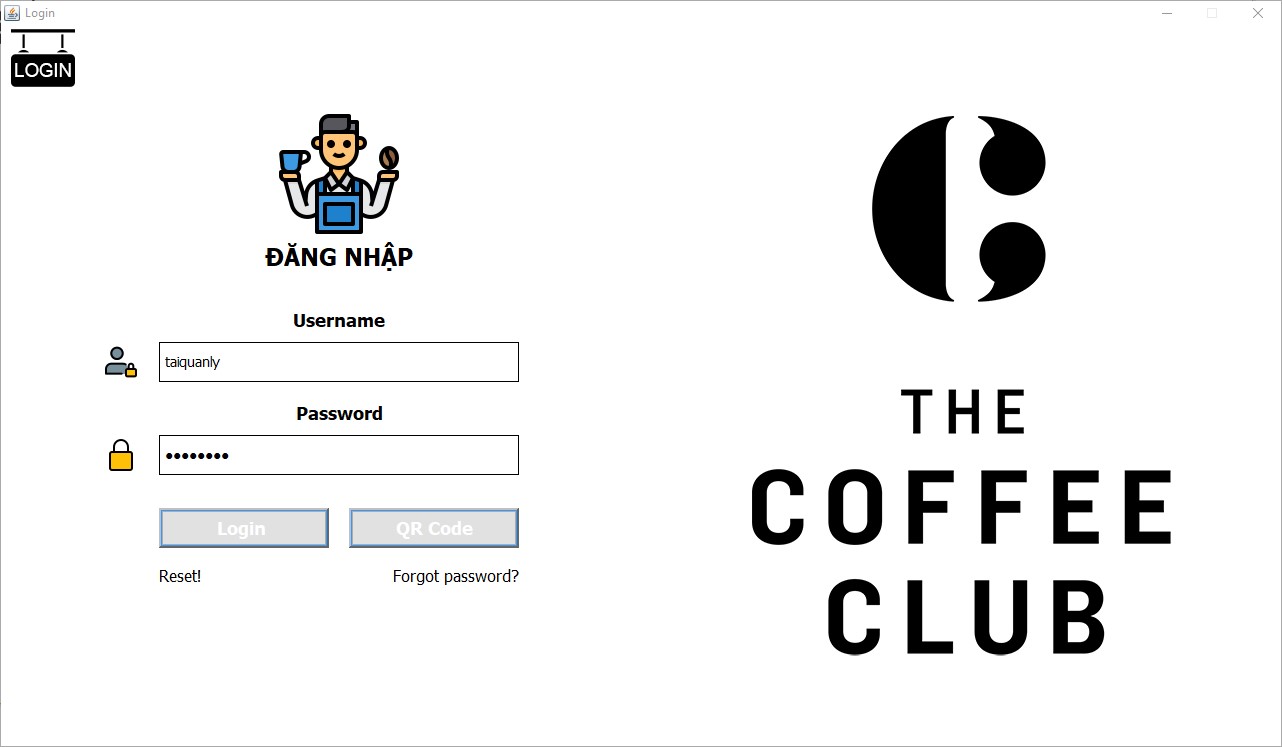 Login
LOGIN
ĐĂNG NHẬP
Username
taiquanly
Password
••••••••
Login
QR Code
Reset!
Forgot password?
THE
COFFEE
CLUB